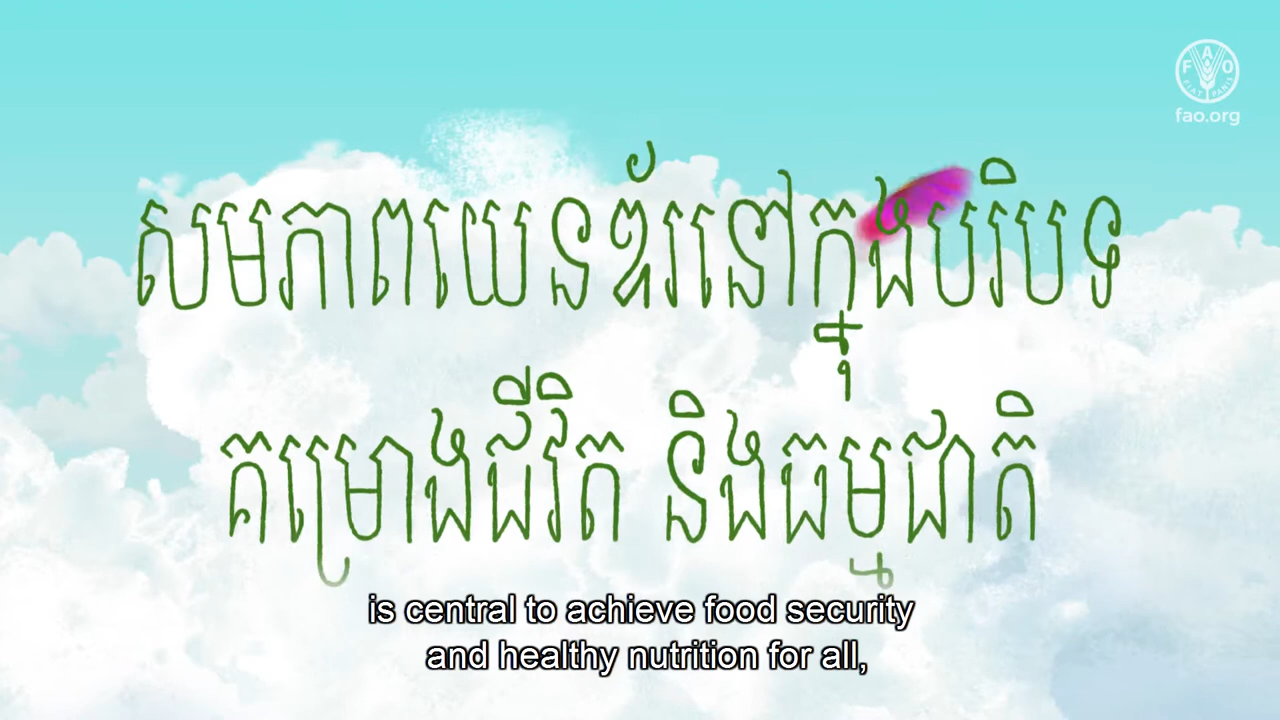 FAO
FIAT PANIS
fao.org
សមភាពយេនឌ័រនៅក្នុងបរិបទ
គម្រោងជីវិត និងធម្មជាតិ
is central to achieve food security
and healthy nutrition for all,